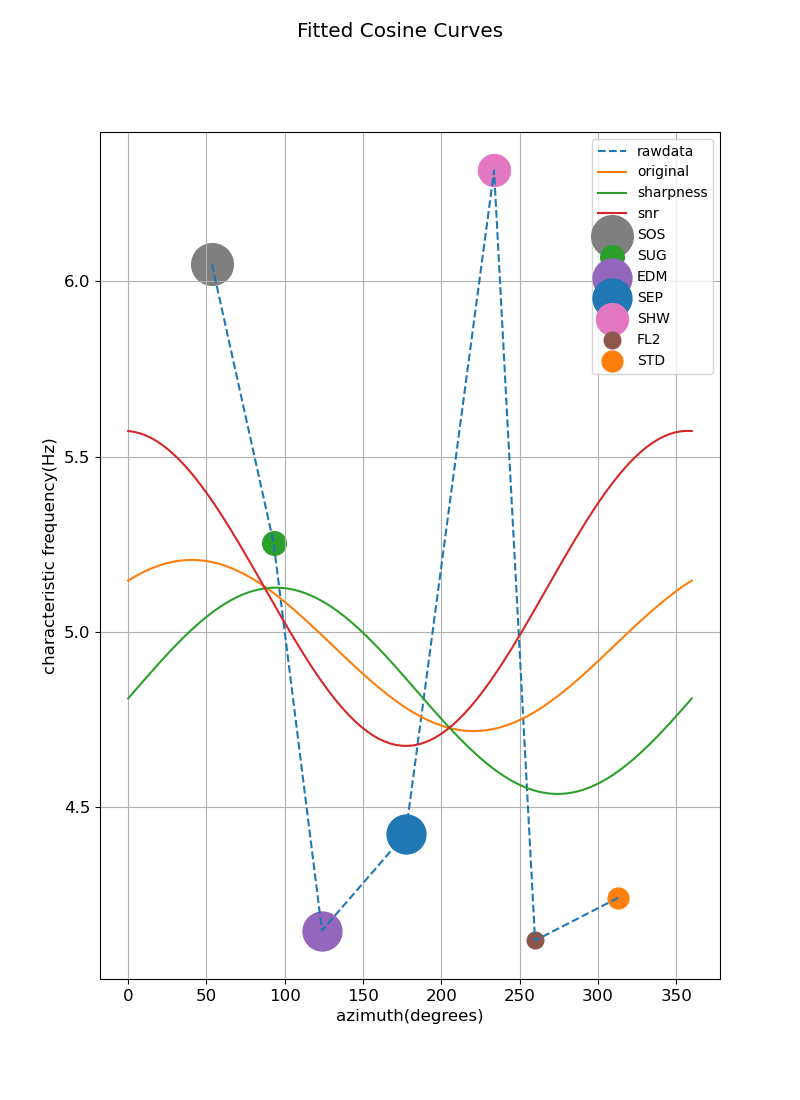 Fitted Cosine Curves
rawdata
original
sharpness
snr
SOS
SUG
EDM
SEP
SHW
FL2
STD
characteristic frequency(Hz)
6.0
5.5
5.0
4.5
0 50 100 150 200 250 300 350
azimuth(degrees)